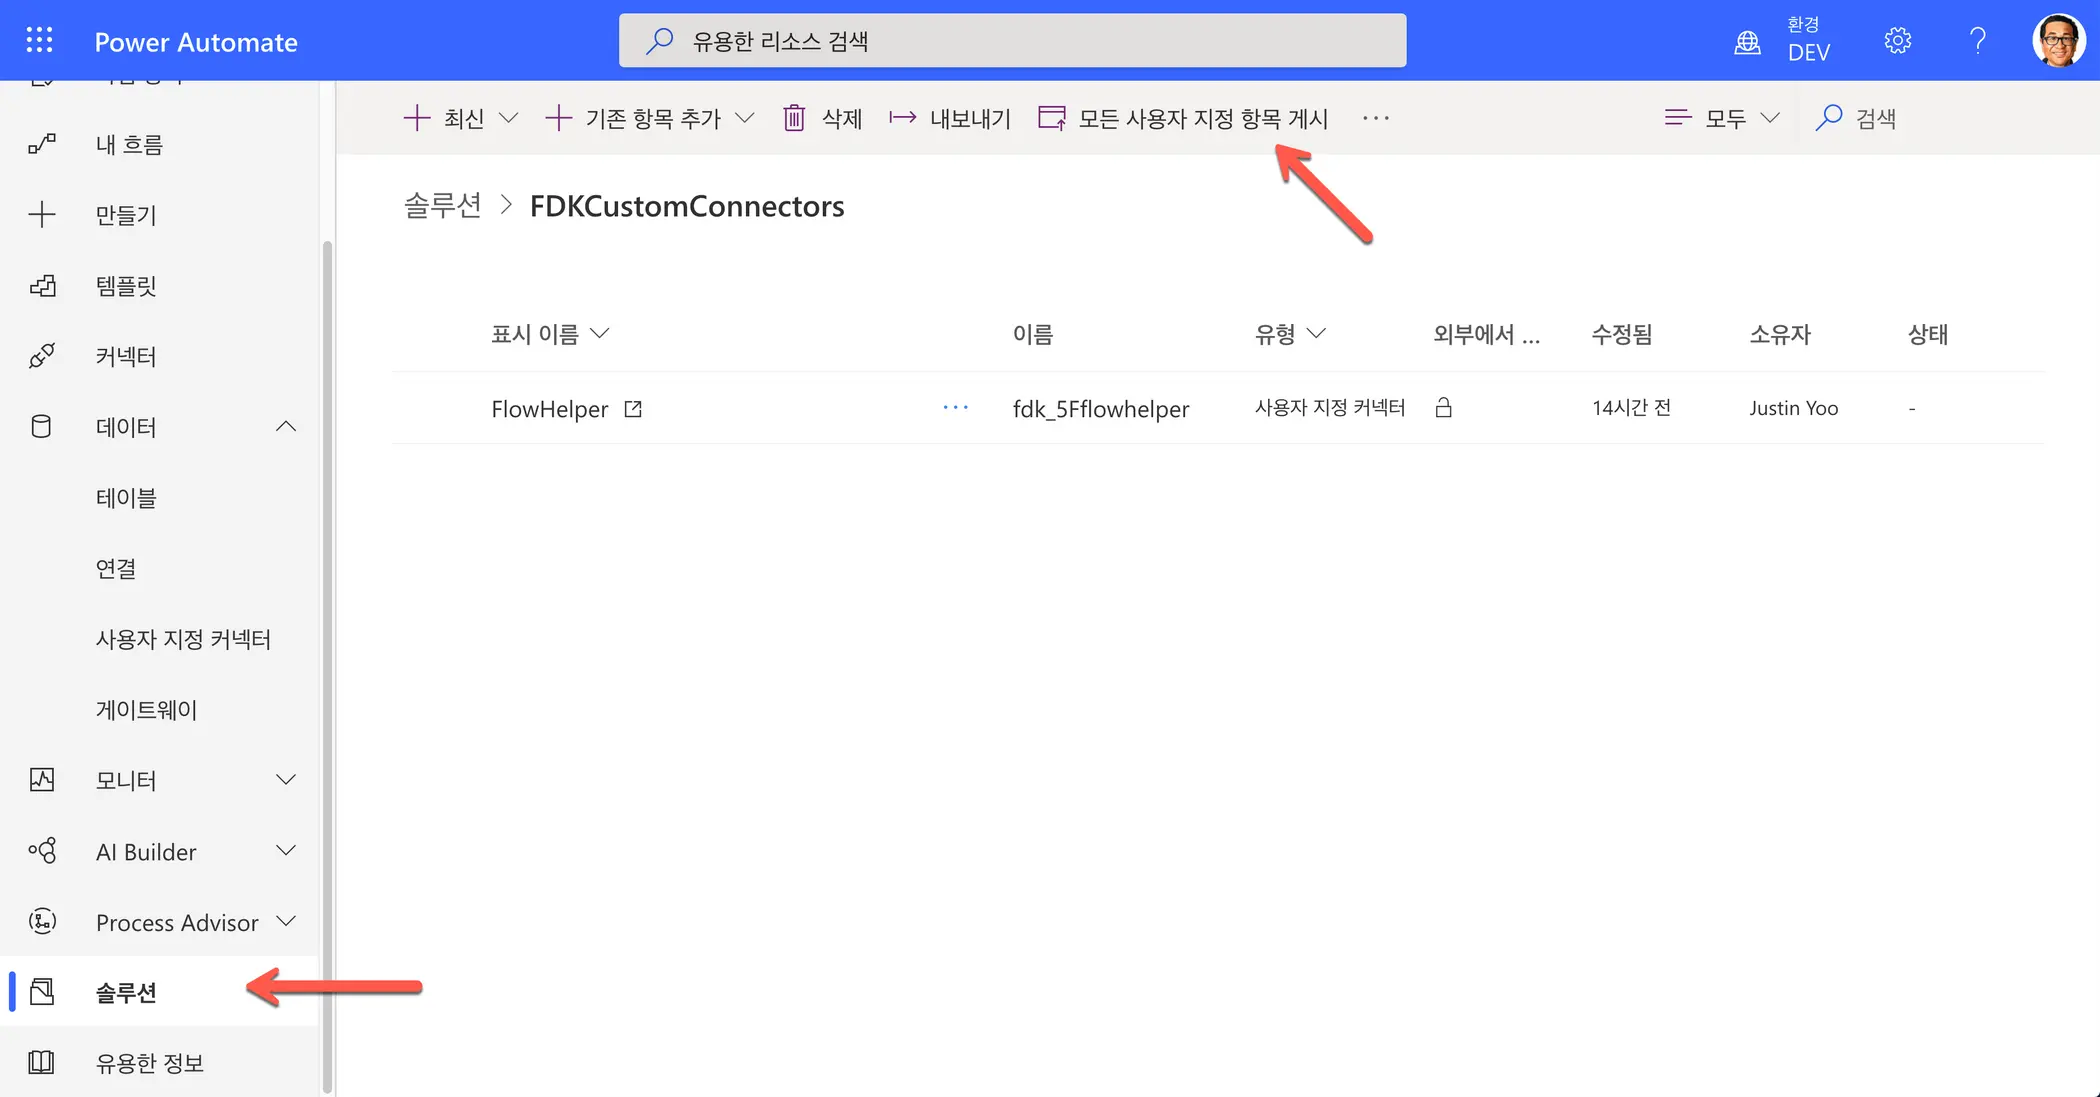 Power Automate
유용한 리소스 검색
환경
DEV
내 흐름
만들기
템플릿
커넥터
데이터
테이블
연결
사용자 지정 커넥터
게이트웨이
모니터
AI Builder
Process Advisor
솔루션
유용한 정보
최신
기존 항목 추가
삭제
내보내기
모든 사용자 지정 항목 게시
모두
검색
솔루션 > FDKCustomConnectors
표시 이름 이름 유형 외부에서 ... 수정됨 소유자 상태
FlowHelper ... fdk_5Fflowhelper 사용자 지정 커넥터 14시간 전 Justin Yoo -